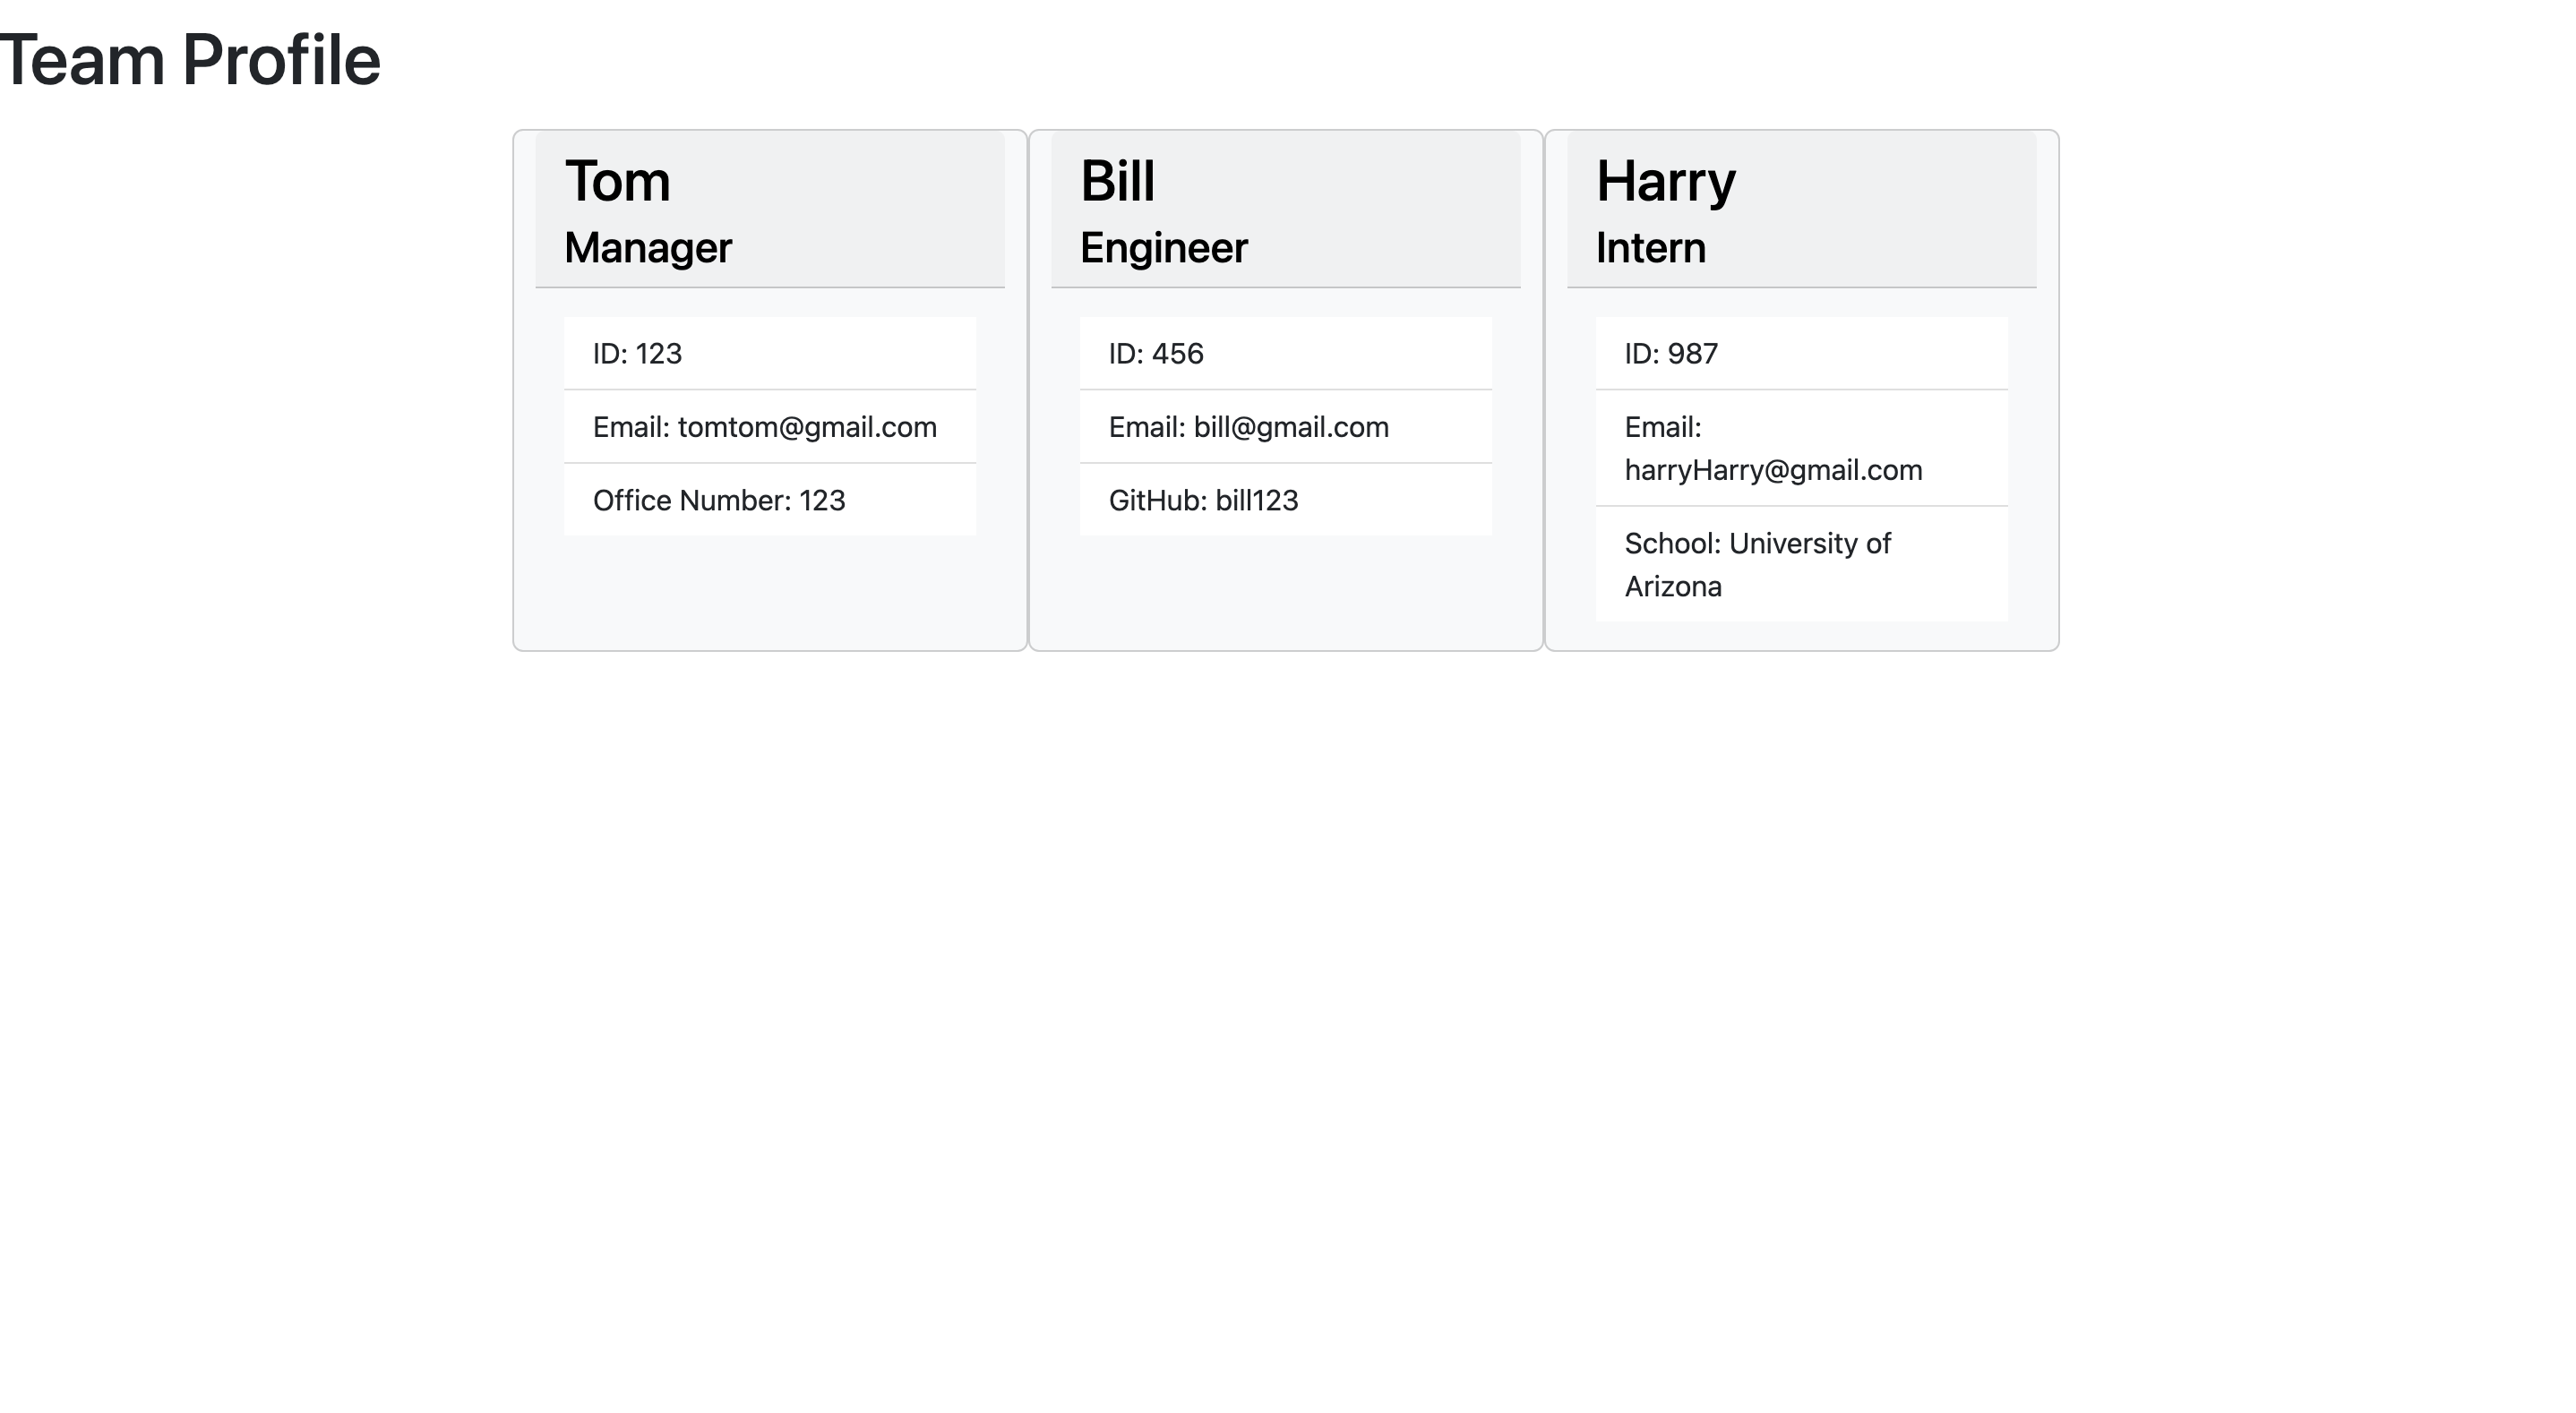 Team Profile
Tom
Manager
ID: 123
Email: tomtom@gmail.com
Office Number: 123
Bill
Engineer
ID: 456
Email: bill@gmail.com
GitHub: bill123
Harry
Intern
ID: 987
Email:
harryHarry@gmail.com
School: University of
Arizona